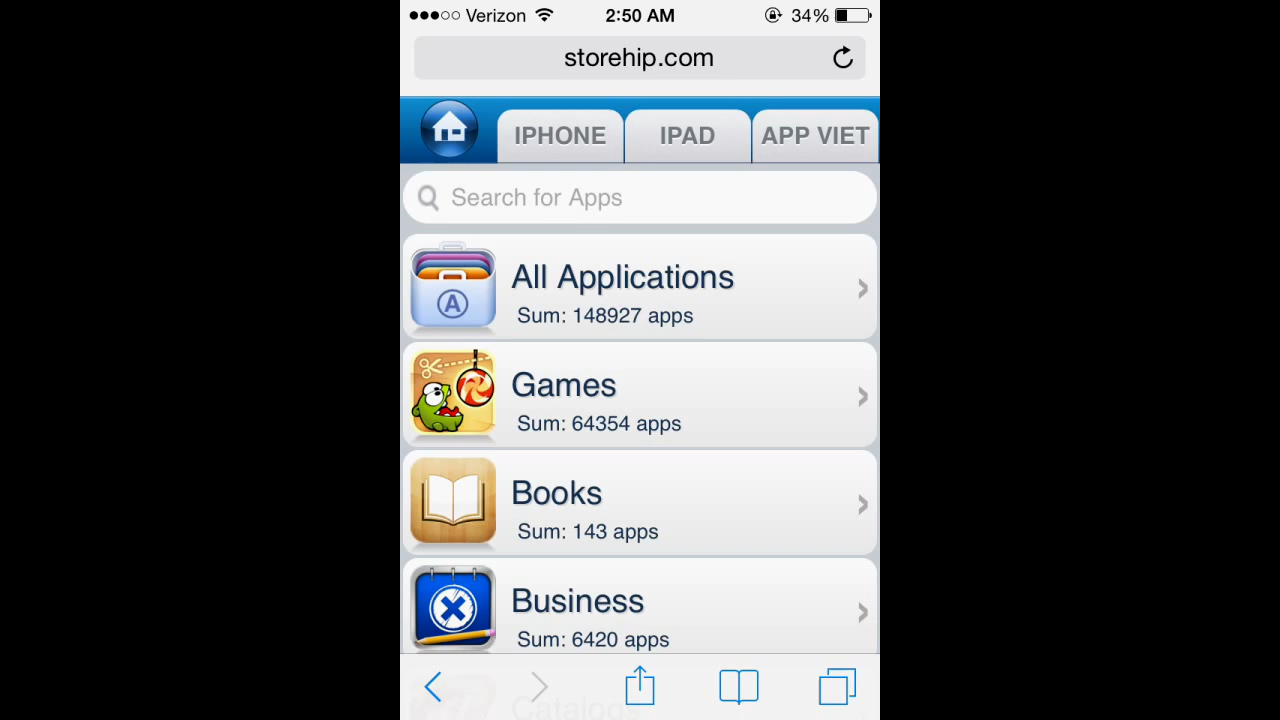 Verizon 2:50 AM 34%
storehip.com
IPHONE IPAD APP VIET
Search for Apps
All Applications
Sum: 148927 apps
Games
Sum: 64354 apps
Books
Sum: 143 apps
Business
Sum: 6420 apps
Catalogs